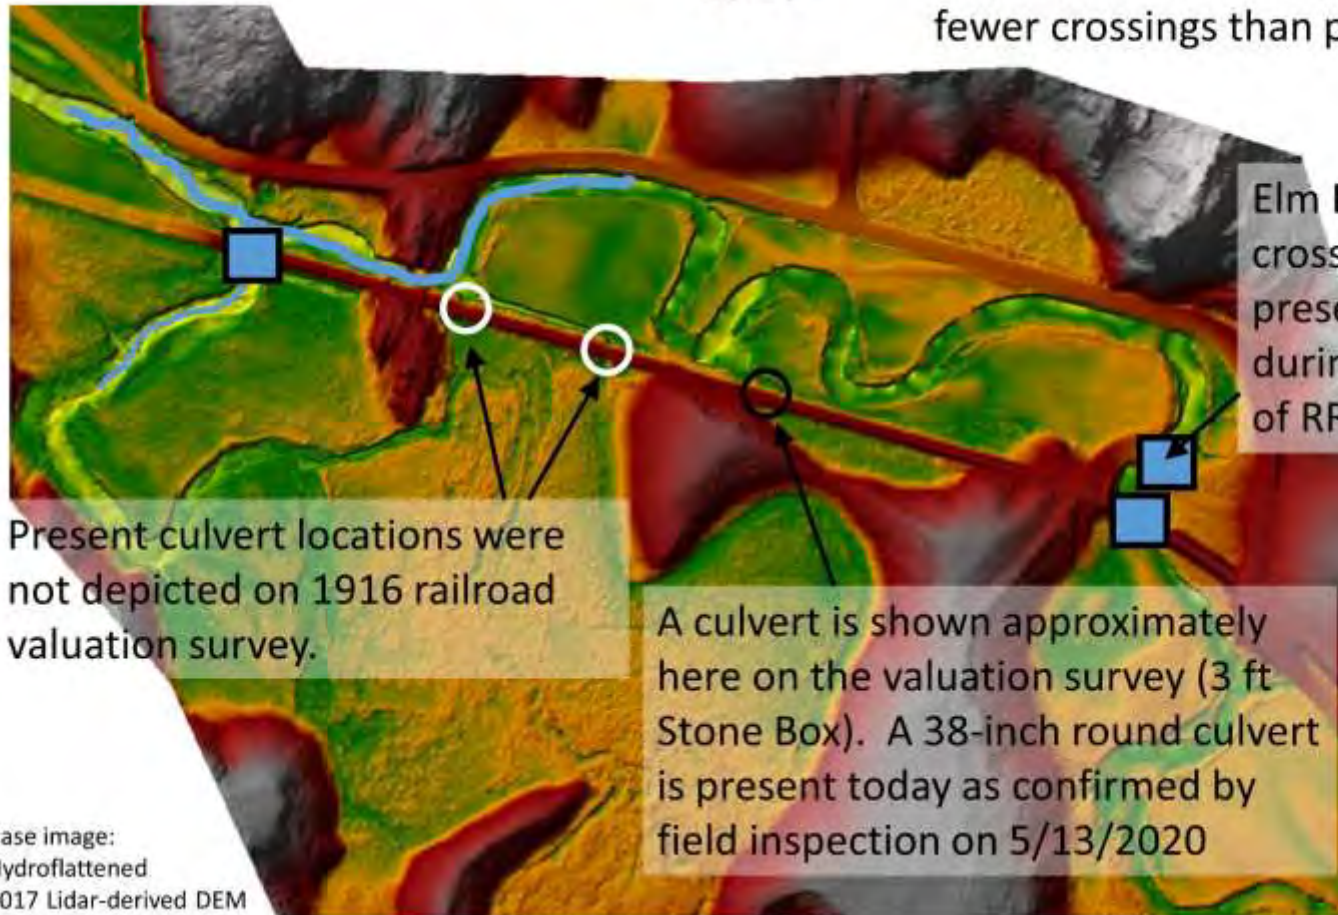 fewer crossings than p
Elm
cross
prese
durin
of RR
Present culvert locations were
not depicted on 1916 railroad
valuation survey.
A culvert is shown approximately
here on the valuation survey (3 ft
Stone Box). A 38-inch round culvert
is present today as confirmed by
field inspection on 5/13/2020
ase image:
Hydroflattened
017 Lidar-derived DEM